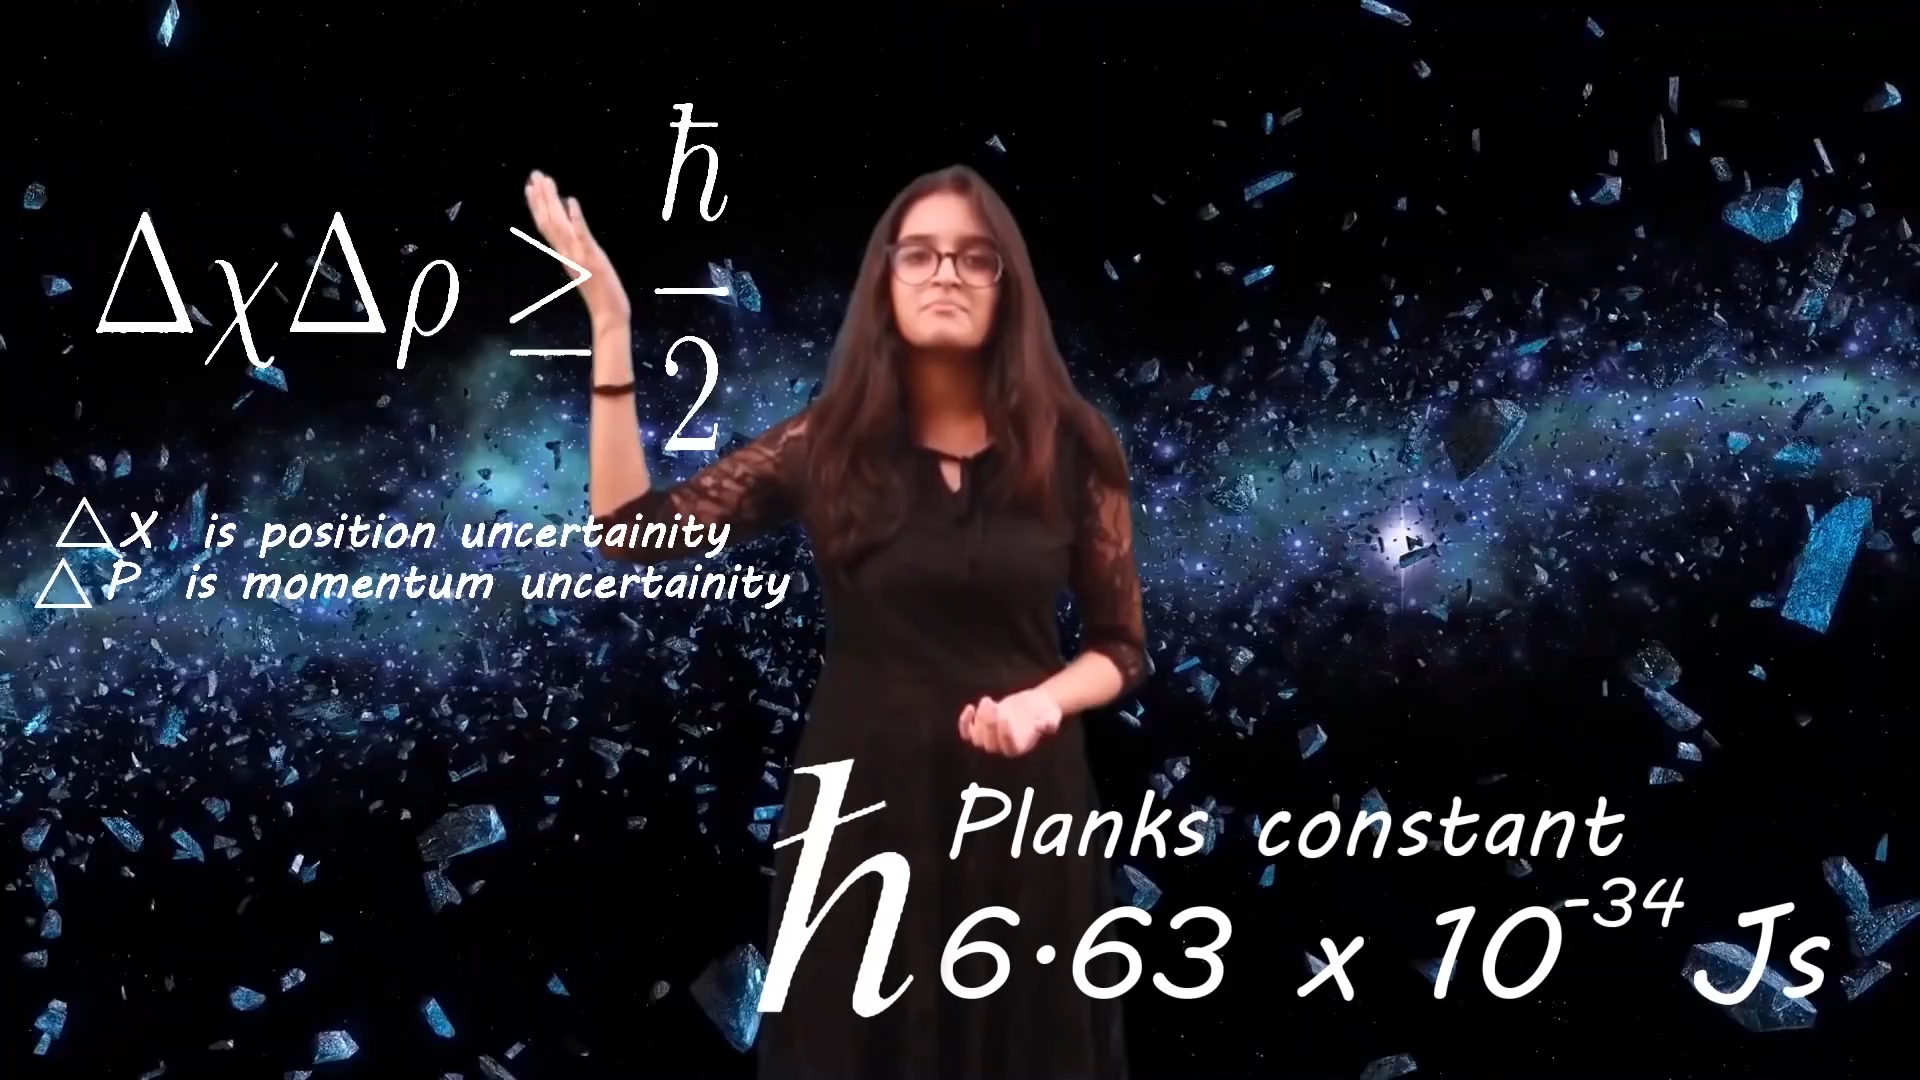 ΔχΔρ ≥ ħ/2
△X is position uncertainity
△P is momentum uncertainity
ħ Planks constant
6.63 x 10⁻³⁴ Js